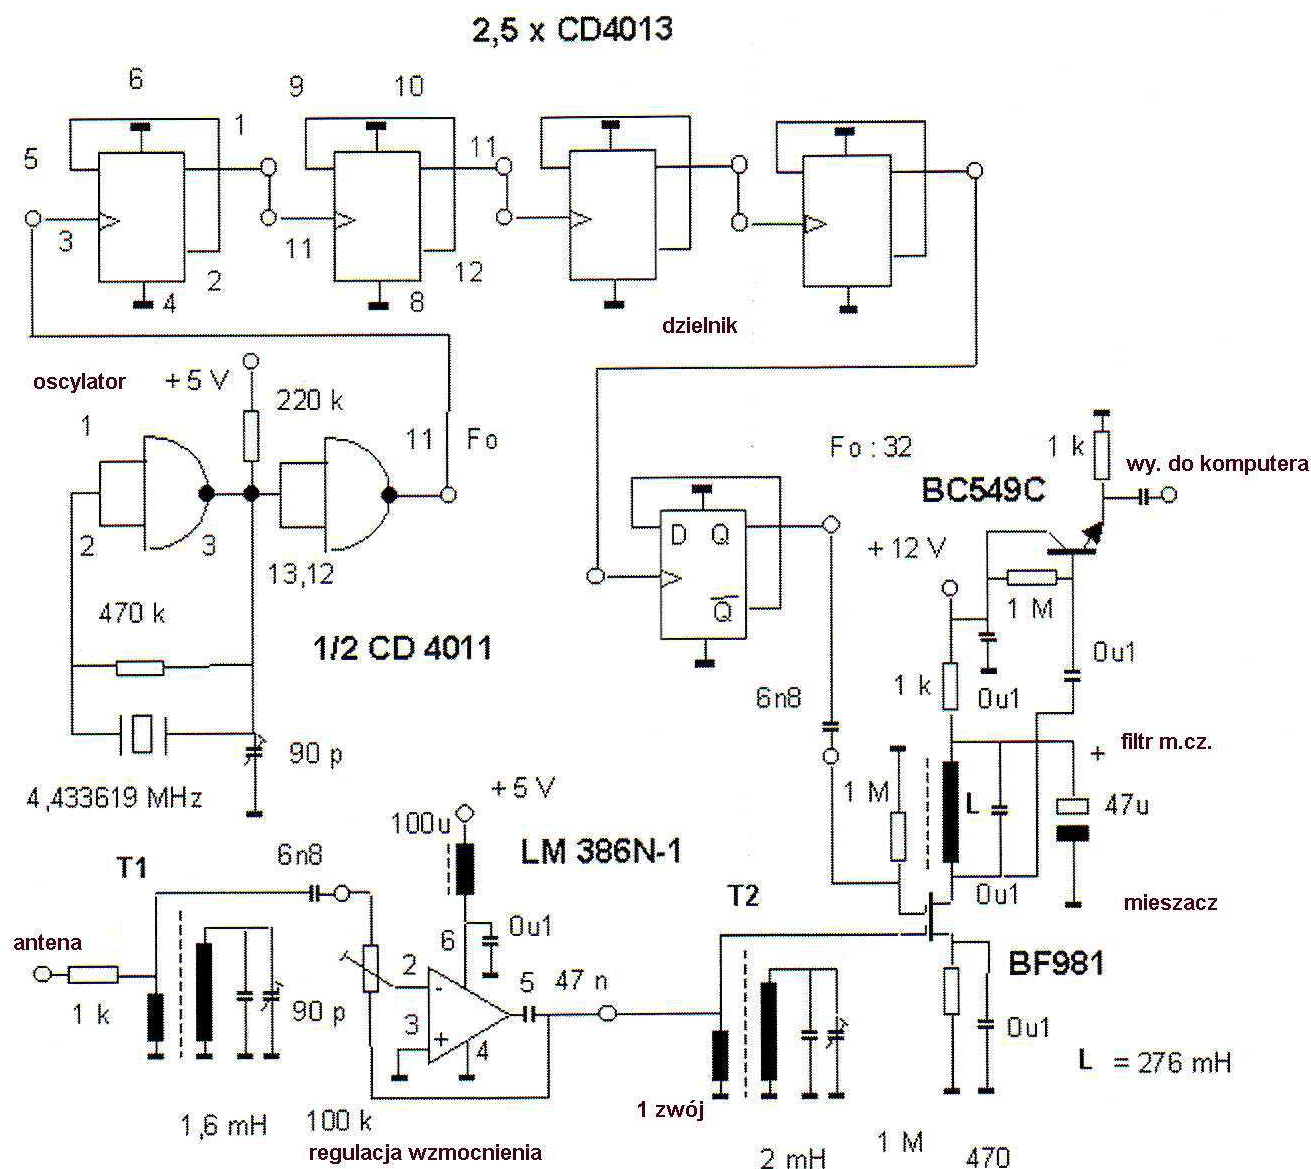 2,5 x CD4013
6
9
10
5
1
11
3
11
2
12
4
8
dzielnik
oscylator
+5 V
220 k
1
11
Fo
Fo : 32
1 k
wy. do komputera
BC549C
D Q
2
3
13,12
+12 V
Q
1 M
470 k
1/2 CD 4011
0u1
6n8
1 k
0u1
90 p
+
filtr m.cz.
4,433619 MHz
+5 V
1 M
L
47u
100u
LM 386N-1
6n8
T1
T2
0u1
mieszacz
antena
0u1
6
BF981
2
-
5
47 n
1 k
90 p
3
+
4
0u1
L = 276 mH
1 zwój
1,6 mH
100 k
regulacja wzmocnienia
2 mH
1 M
470